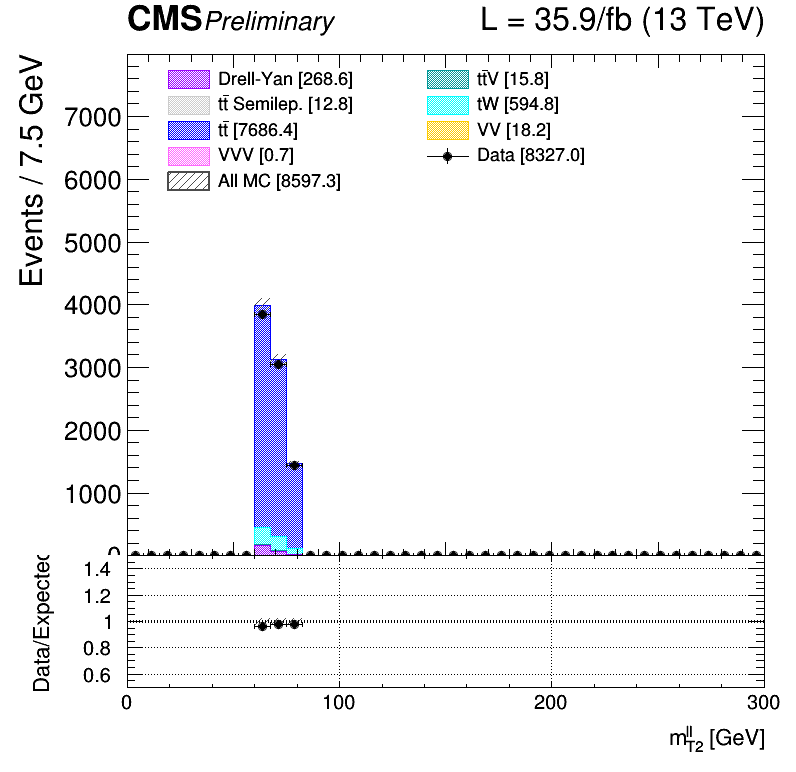 CMS Preliminary L = 35.9/fb (13 TeV)
Events / 7.5 GeV
Drell-Yan [268.6]
tt̄ Semilep. [12.8]
tt̄ [7686.4]
VVV [0.7]
All MC [8597.3]
tt̄V [15.8]
tW [594.8]
VV [18.2]
Data [8327.0]
7000
6000
5000
4000
3000
2000
1000
0
Data/Expected
1.4
1.2
1
0.8
0.6
0 100 200 300
m_{T2}^{ll} [GeV]